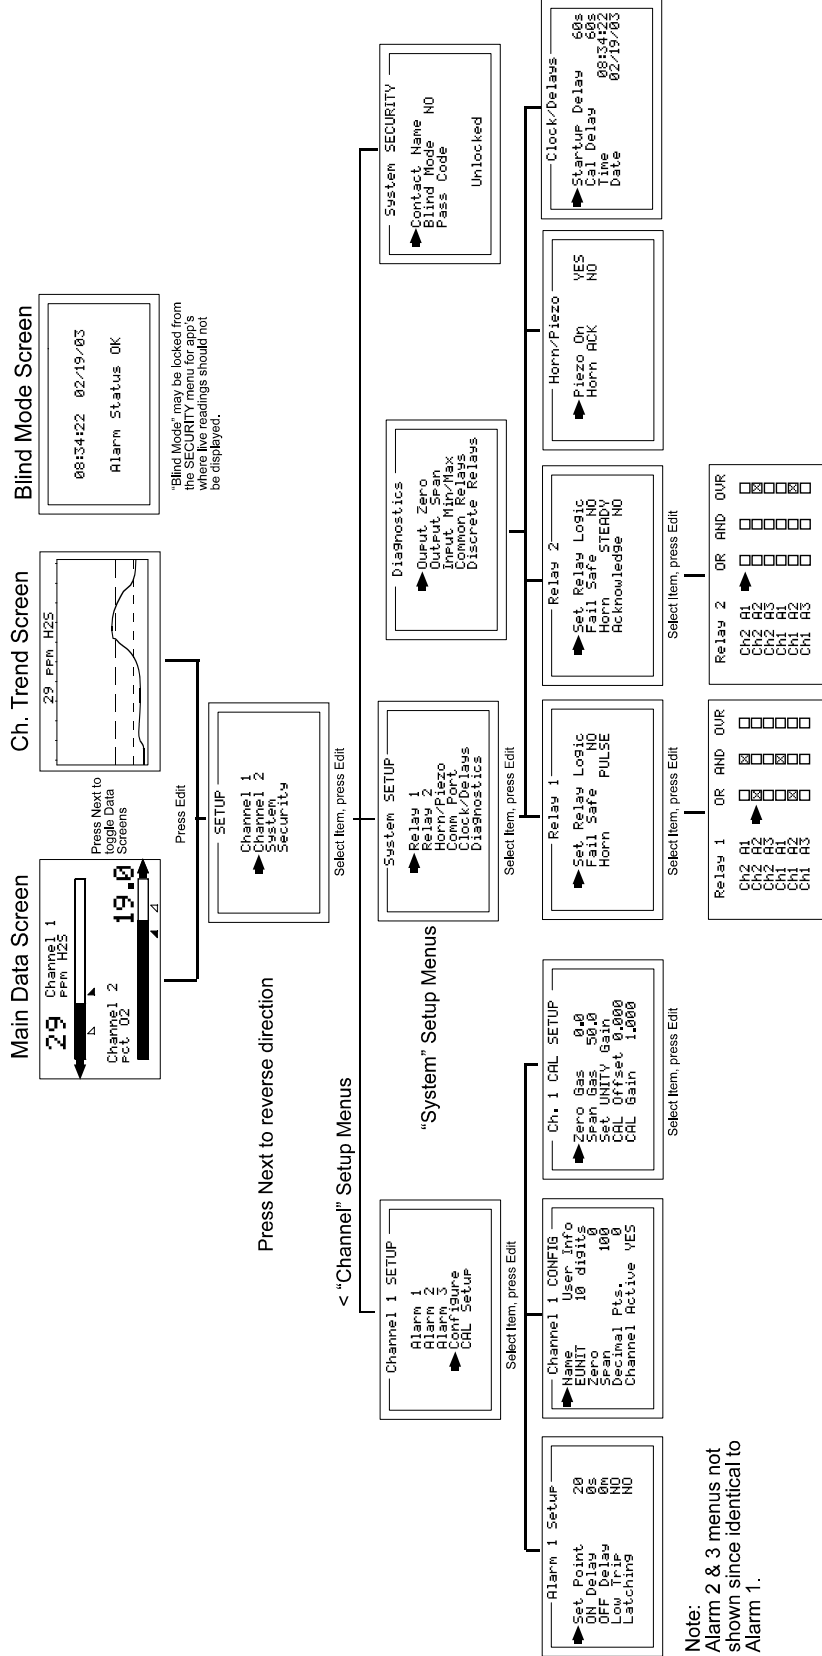 Main Data Screen
29 Channel 1
ppm H2S
Channel 2
pct O2 19.0
Press Next to
toggle Data
Screens
Ch. Trend Screen
29 ppm H2S
Blind Mode Screen
08:34:22 02/19/03
Alarm Status OK
"Blind Mode" may be locked from
the SECURITY menu for app's
where live readings should not
be displayed.
Press Edit
Press Next to reverse direction
SETUP
Channel 1
Channel 2
System
Security
Select Item, press Edit
< "Channel" Setup Menus
"System" Setup Menus
Channel 1 SETUP
Alarm 1
Alarm 2
Alarm 3
Configure
CAL Setup
Select Item, press Edit
System SETUP
Relay 1
Relay 2
Horn/Piezo
Comm Port
Clock/Delays
Diagnostics
Select Item, press Edit
Diagnostics
Ouput Zero
Output Span
Input Min/Max
Common Relays
Discrete Relays
System SECURITY
Contact Name
Blind Mode NO
Pass Code
Unlocked
Alarm 1 Setup
Set Point 20
ON Delay 0s
OFF Delay 0m
Low Trip NO
Latching NO
Channel 1 CONFIG
Name User Info
EUNIT 10 digits
Zero 0
Span 100
Decimal Pts. 0
Channel Active YES
Ch. 1 CAL SETUP
Zero Gas 0.0
Span Gas 50.0
Set UNITY Gain
CAL Offset 0.000
CAL Gain 1.000
Select Item, press Edit
Relay 1
Set Relay Logic
Fail Safe NO
Horn PULSE
Select Item, press Edit
Relay 2
Set Relay Logic
Fail Safe NO
Horn STEADY
Acknowledge NO
Select Item, press Edit
Horn/Piezo
Piezo On YES
Horn ACK NO
Clock/Delays
Startup Delay 60s
Cal Delay 60s
Time 08:34:22
Date 02/19/03
Note:
Alarm 2 & 3 menus not
shown since identical to
Alarm 1.
Relay 1 OR AND OVR
Ch2 A1
Ch2 A2
Ch2 A3
Ch1 A1
Ch1 A2
Ch1 A3
Relay 2 OR AND OVR
Ch2 A1
Ch2 A2
Ch2 A3
Ch1 A1
Ch1 A2
Ch1 A3